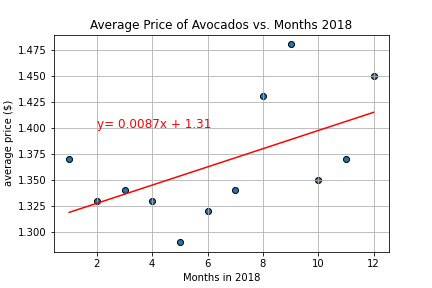 Average Price of Avocados vs. Months 2018
1.475
1.450
1.425
1.400
1.375
1.350
1.325
1.300
average price ($)
y= 0.0087x + 1.31
2 4 6 8 10 12
Months in 2018